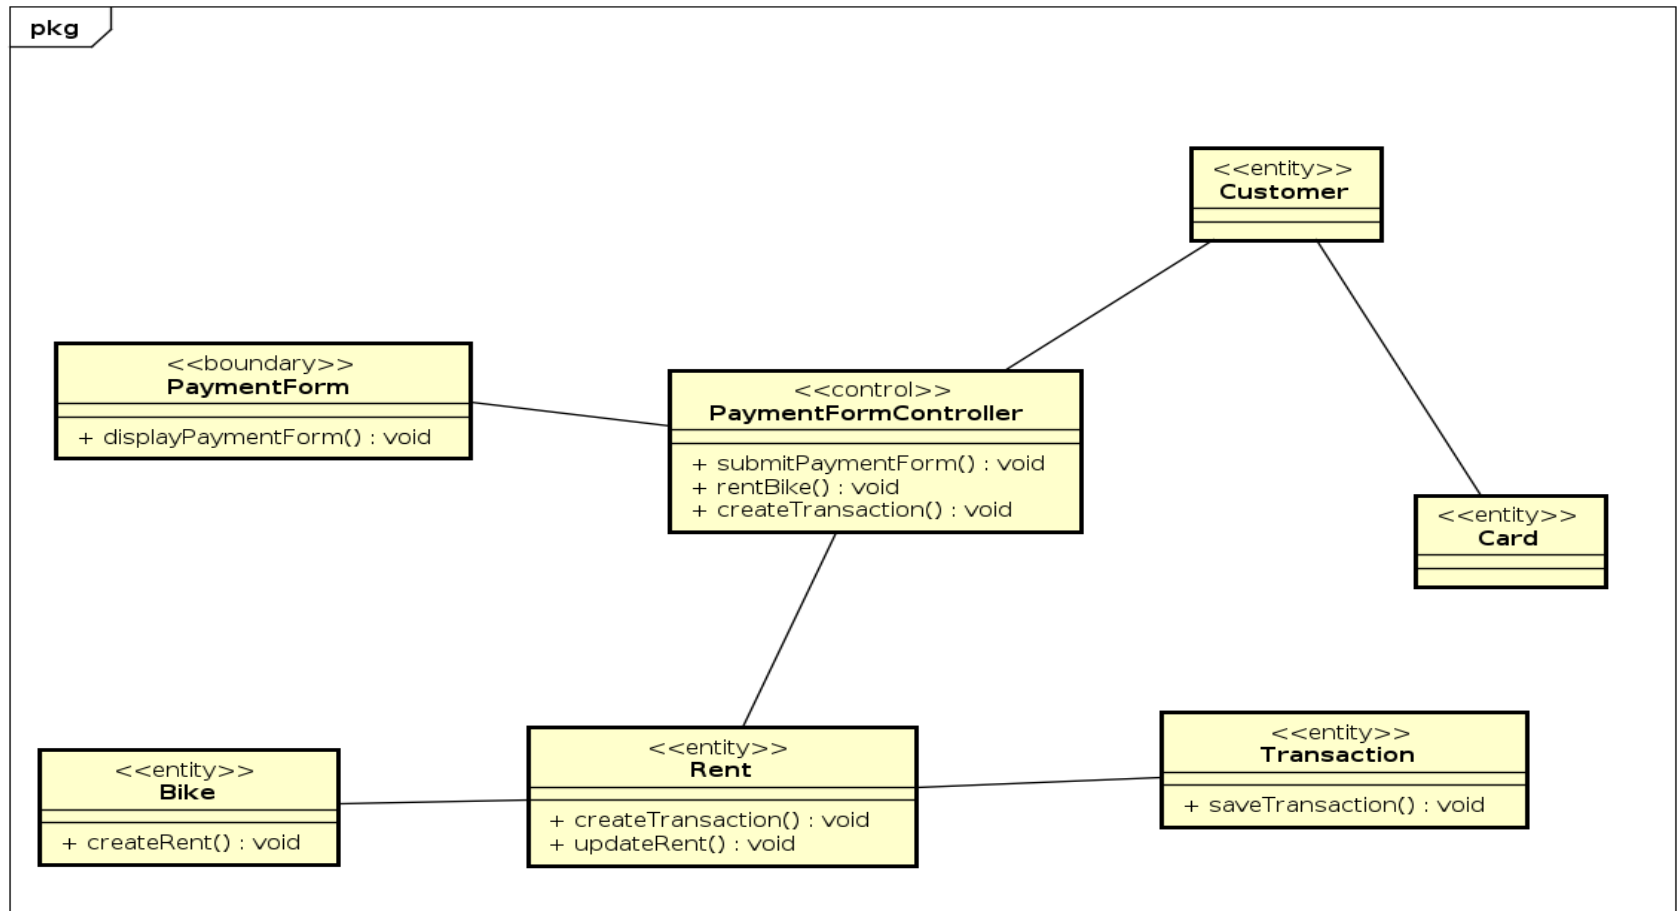 pkg
<<entity>>
Customer
<<boundary>>
PaymentForm
+ displayPaymentForm() : void
<<control>>
PaymentFormController
+ submitPaymentForm() : void
+ rentBike() : void
+ createTransaction() : void
<<entity>>
Card
<<entity>>
Bike
+ createRent() : void
<<entity>>
Rent
+ createTransaction() : void
+ updateRent() : void
<<entity>>
Transaction
+ saveTransaction() : void